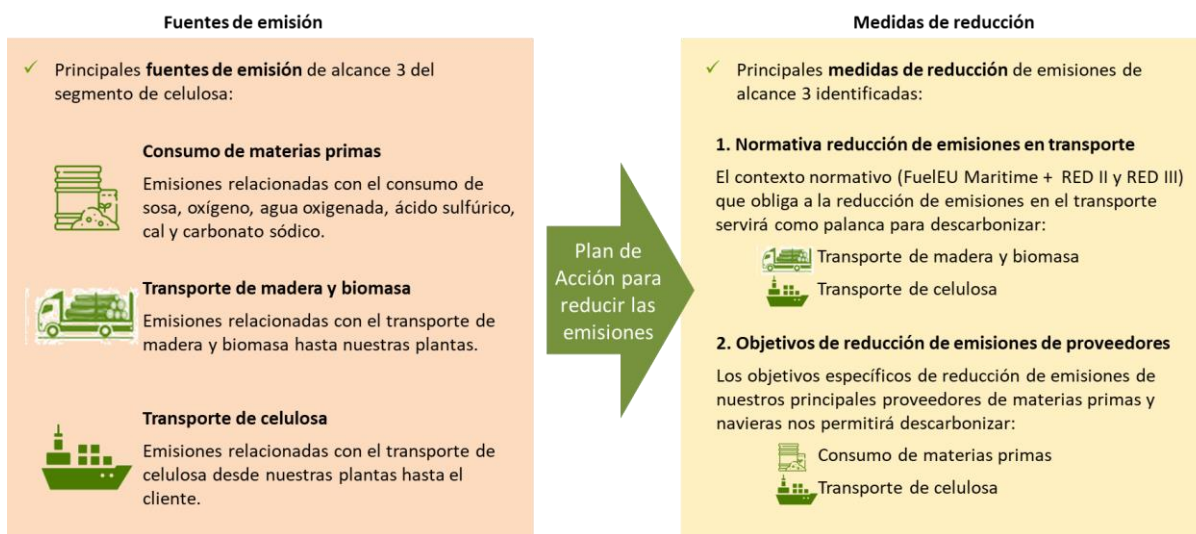 Fuentes de emisión
✓ Principales fuentes de emisión de alcance 3 del
segmento de celulosa:
Consumo de materias primas
Emisiones relacionadas con el consumo de
sosa, oxígeno, agua oxigenada, ácido sulfúrico,
cal y carbonato sódico.
Transporte de madera y biomasa
Emisiones relacionadas con el transporte de
madera y biomasa hasta nuestras plantas.
Transporte de celulosa
Emisiones relacionadas con el transporte de
celulosa desde nuestras plantas hasta el
cliente.
Plan de
Acción para
reducir las
emisiones
Medidas de reducción
✓ Principales medidas de reducción de emisiones de
alcance 3 identificadas:
1. Normativa reducción de emisiones en transporte
El contexto normativo (FuelEU Maritime + RED II y RED III)
que obliga a la reducción de emisiones en el transporte
servirá como palanca para descarbonizar:
Transporte de madera y biomasa
Transporte de celulosa
2. Objetivos de reducción de emisiones de proveedores
Los objetivos específicos de reducción de emisiones de
nuestros principales proveedores de materias primas y
navieras nos permitirá descarbonizar:
Consumo de materias primas
Transporte de celulosa